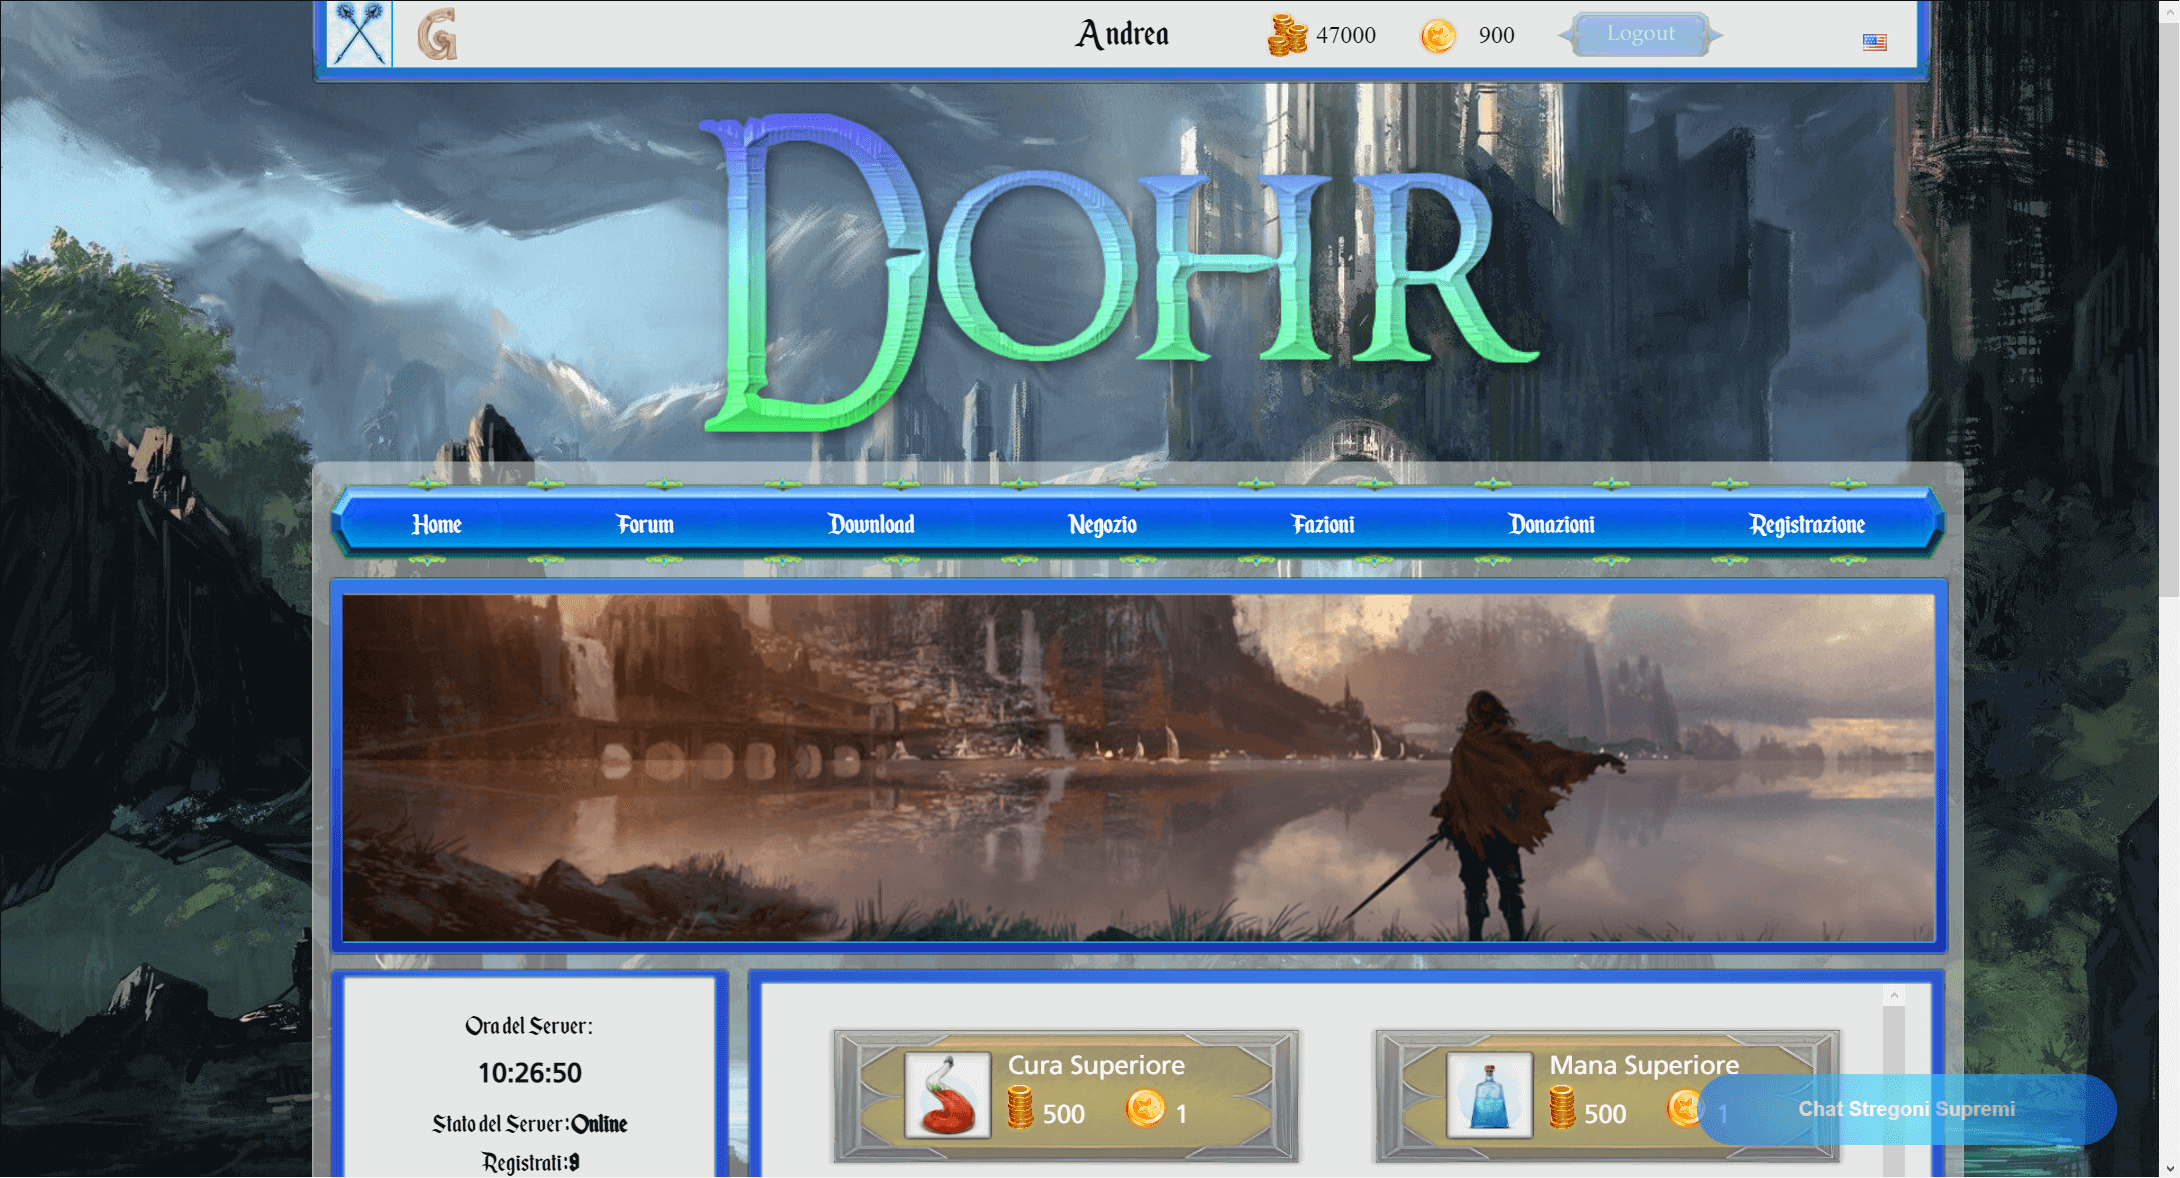 G
Andrea
47000
900
Logout
DOHR
Home
Forum
Download
Negozio
Fazioni
Donazioni
Registrazione
Ora del Server:
10:26:50
Stato del Server:Online
Registrati:9
Cura Superiore
500
1
Mana Superiore
500
1
Chat Stregoni Supremi